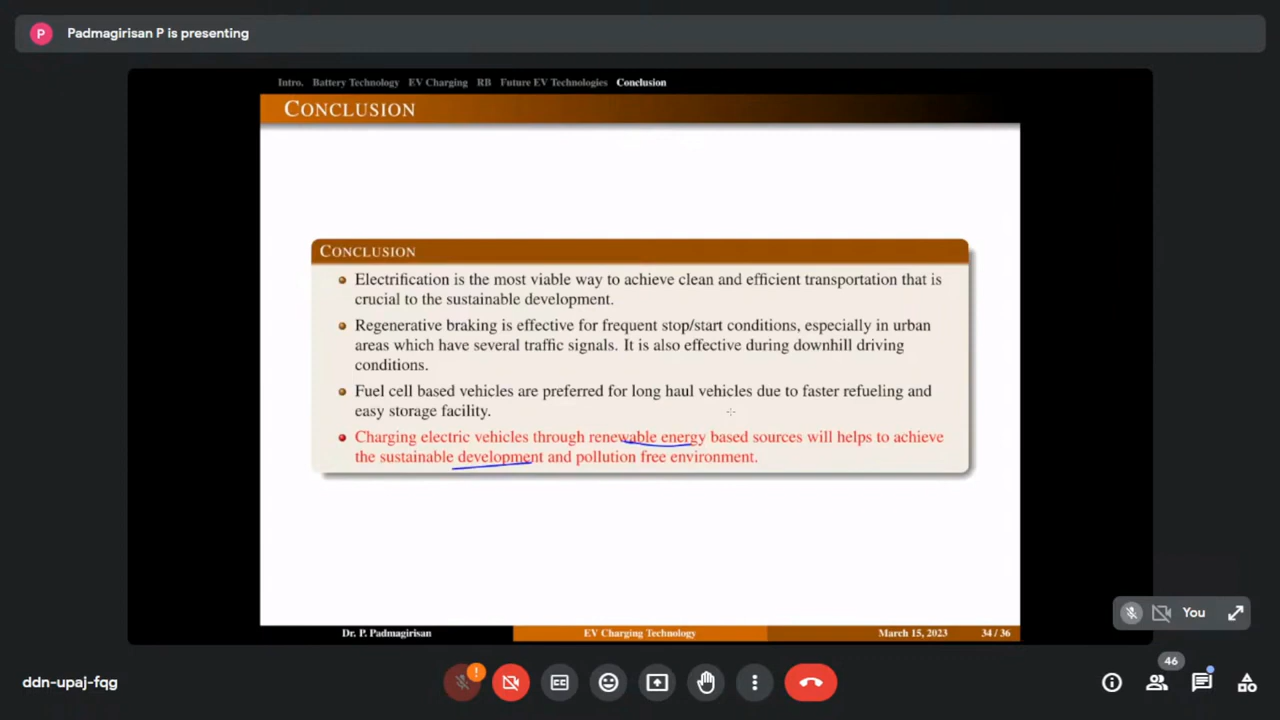 P Padmagirisan P is presenting
Intro. Battery Technology EV Charging RB Future EV Technologies Conclusion
CONCLUSION
CONCLUSION
Electrification is the most viable way to achieve clean and efficient transportation that is
crucial to the sustainable development.
Regenerative braking is effective for frequent stop/start conditions, especially in urban
areas which have several traffic signals. It is also effective during downhill driving
conditions.
Fuel cell based vehicles are preferred for long haul vehicles due to faster refueling and
easy storage facility.
Charging electric vehicles through renewable energy based sources will helps to achieve
the sustainable development and pollution free environment.
You
Dr. P. Padmagirisan EV Charging Technology March 15, 2023 34 / 36
46
ddn-upaj-fqg